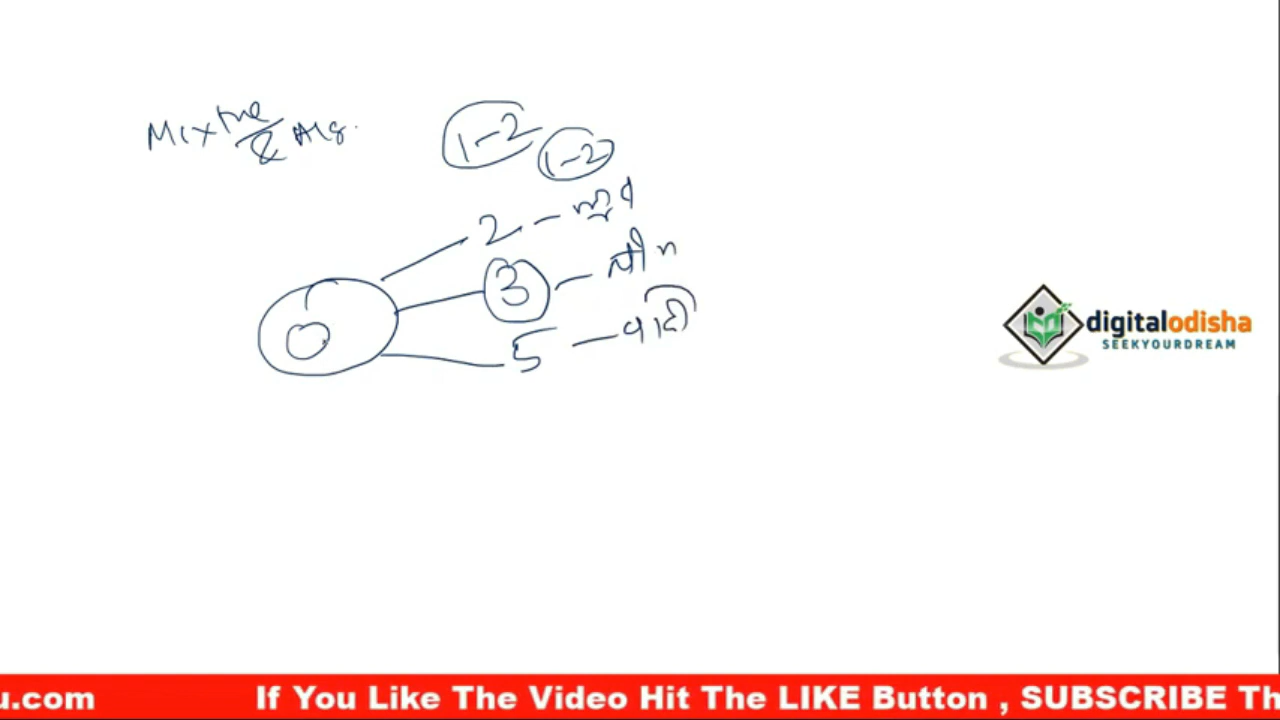 Mixture & Alg.
1-2
1-2
2 -
3 -
5 -
digitalodisha
SEEKYOURDREAM
u.com If You Like The Video Hit The LIKE Button , SUBSCRIBE Th